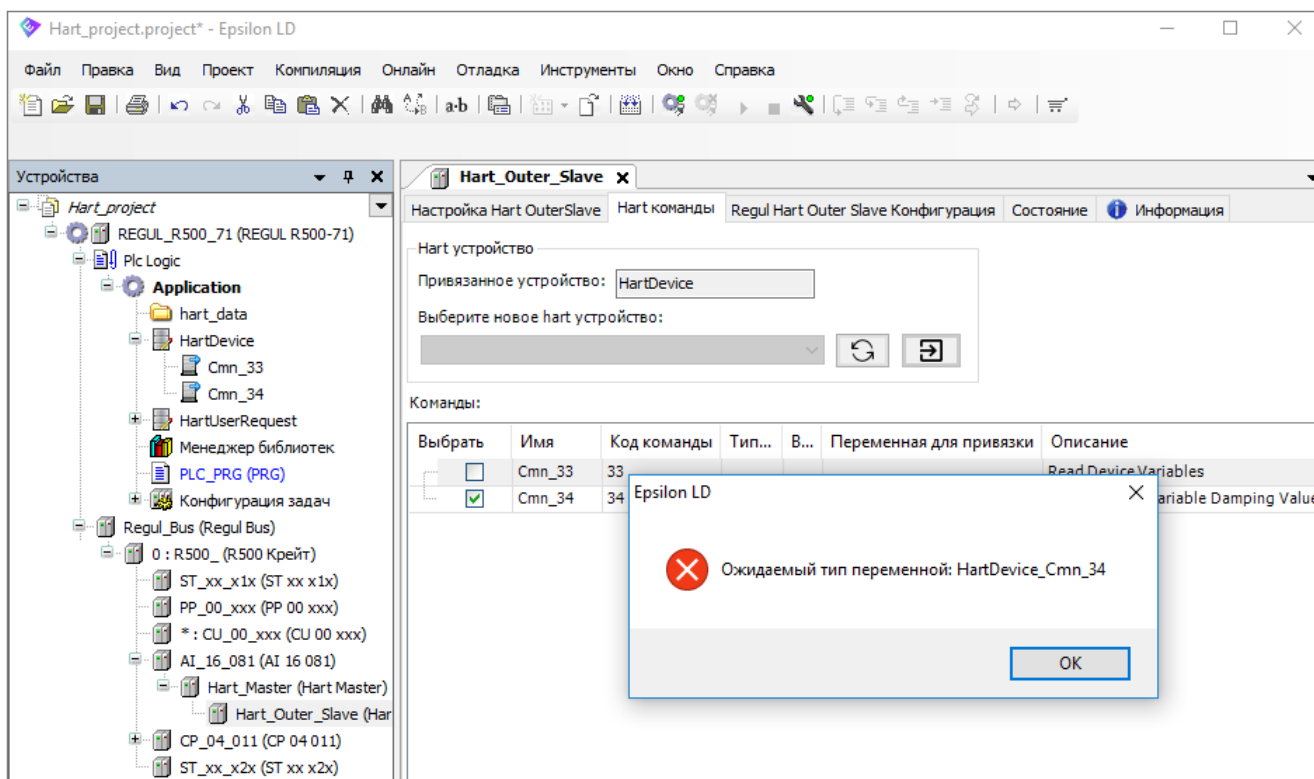 Hart_project.project* - Epsilon LD
Файл Правка Вид Проект Компиляция Онлайн Отладка Инструменты Окно Справка
Устройства
Hart_project
REGUL_R500_71 (REGUL R500-71)
Plc Logic
Application
hart_data
HartDevice
Cmn_33
Cmn_34
HartUserRequest
Менеджер библиотек
PLC_PRG (PRG)
Конфигурация задач
Regul_Bus (Regul Bus)
0 : R500_ (R500 Крейт)
ST_xx_x1x (ST xx x1x)
PP_00_xxx (PP 00 xxx)
* : CU_00_xxx (CU 00 xxx)
AI_16_081 (AI 16 081)
Hart_Master (Hart Master)
Hart_Outer_Slave (Har
CP_04_011 (CP 04 011)
ST_xx_x2x (ST xx x2x)
Hart_Outer_Slave
Настройка Hart OuterSlave Hart команды Regul Hart Outer Slave Конфигурация Состояние Информация
Hart устройство
Привязанное устройство: HartDevice
Выберите новое hart устройство:
Команды:
Выбрать Имя Код команды Тип... В... Переменная для привязки Описание
Cmn_33 33 Read Device Variables
Cmn_34 34 ariable Damping Value
Epsilon LD
Ожидаемый тип переменной: HartDevice_Cmn_34
OK